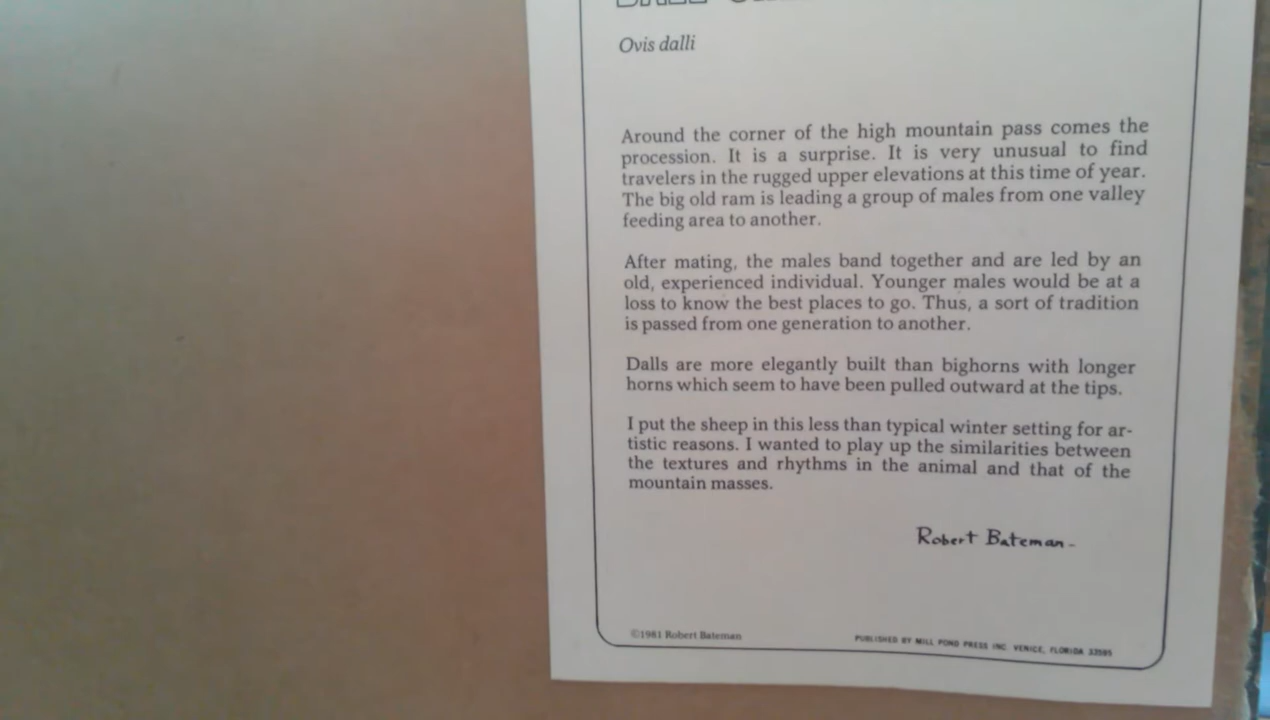 Ovis dalli
Around the corner of the high mountain pass comes the
procession. It is a surprise. It is very unusual to find
travelers in the rugged upper elevations at this time of year.
The big old ram is leading a group of males from one valley
feeding area to another.
After mating, the males band together and are led by an
old, experienced individual. Younger males would be at a
loss to know the best places to go. Thus, a sort of tradition
is passed from one generation to another.
Dalls are more elegantly built than bighorns with longer
horns which seem to have been pulled outward at the tips.
I put the sheep in this less than typical winter setting for ar-
tistic reasons. I wanted to play up the similarities between
the textures and rhythms in the animal and that of the
mountain masses.
Robert Bateman
©1981 Robert Bateman
PUBLISHED BY MILL POND PRESS INC. VENICE, FLORIDA 33595